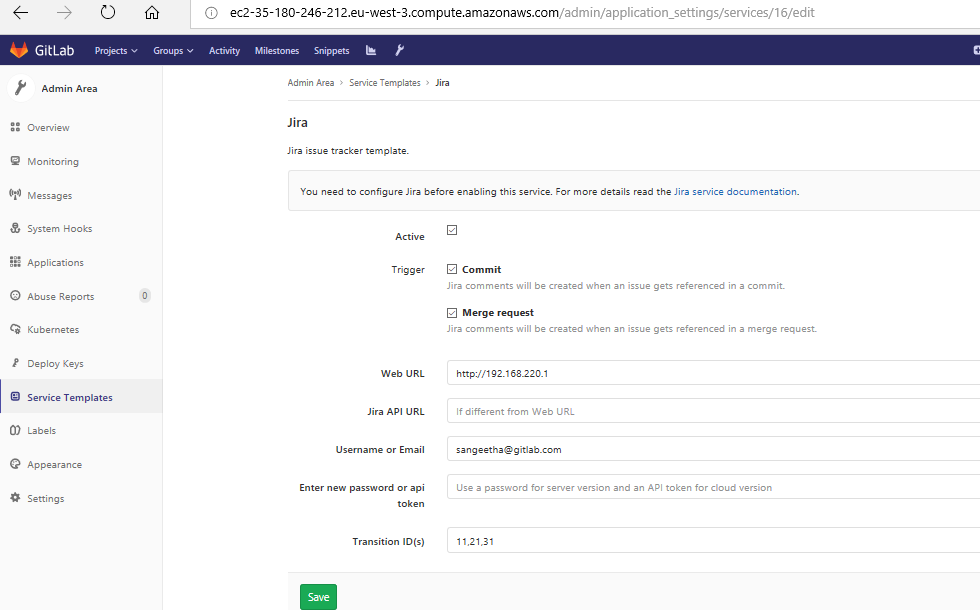 ec2-35-180-246-212.eu-west-3.compute.amazonaws.com/admin/application_settings/services/16/edit
GitLab Projects Groups Activity Milestones Snippets
Admin Area
Overview
Monitoring
Messages
System Hooks
Applications
Abuse Reports 0
Kubernetes
Deploy Keys
Service Templates
Labels
Appearance
Settings
Admin Area > Service Templates > Jira
Jira
Jira issue tracker template.
You need to configure Jira before enabling this service. For more details read the Jira service documentation.
Active
Trigger Commit
Jira comments will be created when an issue gets referenced in a commit.
Merge request
Jira comments will be created when an issue gets referenced in a merge request.
Web URL http://192.168.220.1
Jira API URL If different from Web URL
Username or Email sangeetha@gitlab.com
Enter new password or api Use a password for server version and an API token for cloud version
token
Transition ID(s) 11,21,31
Save